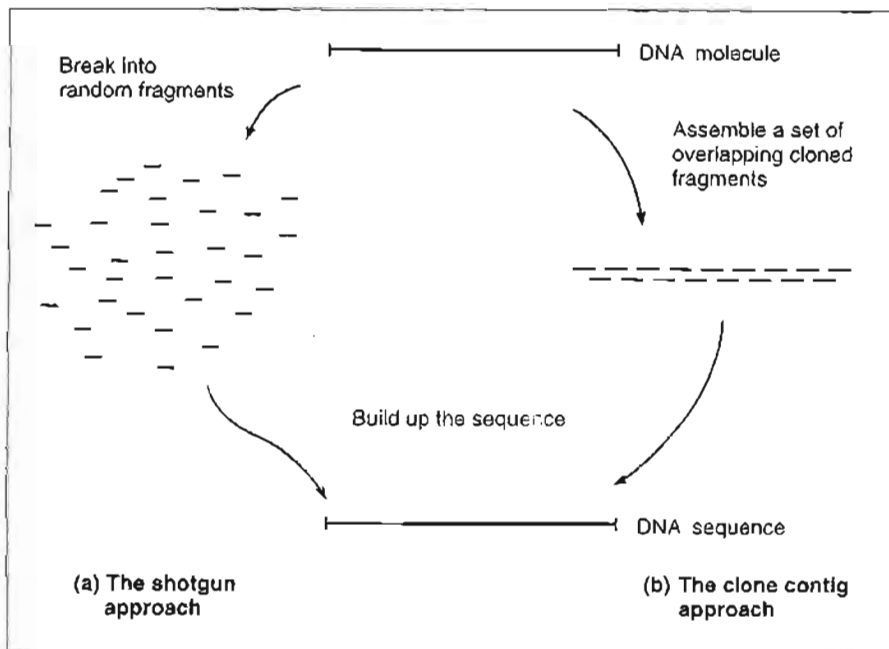 DNA molecule
Break into
random fragments
Assemble a set of
overlapping cloned
fragments
Build up the sequence
DNA sequence
(a) The shotgun
approach
(b) The clone contig
approach